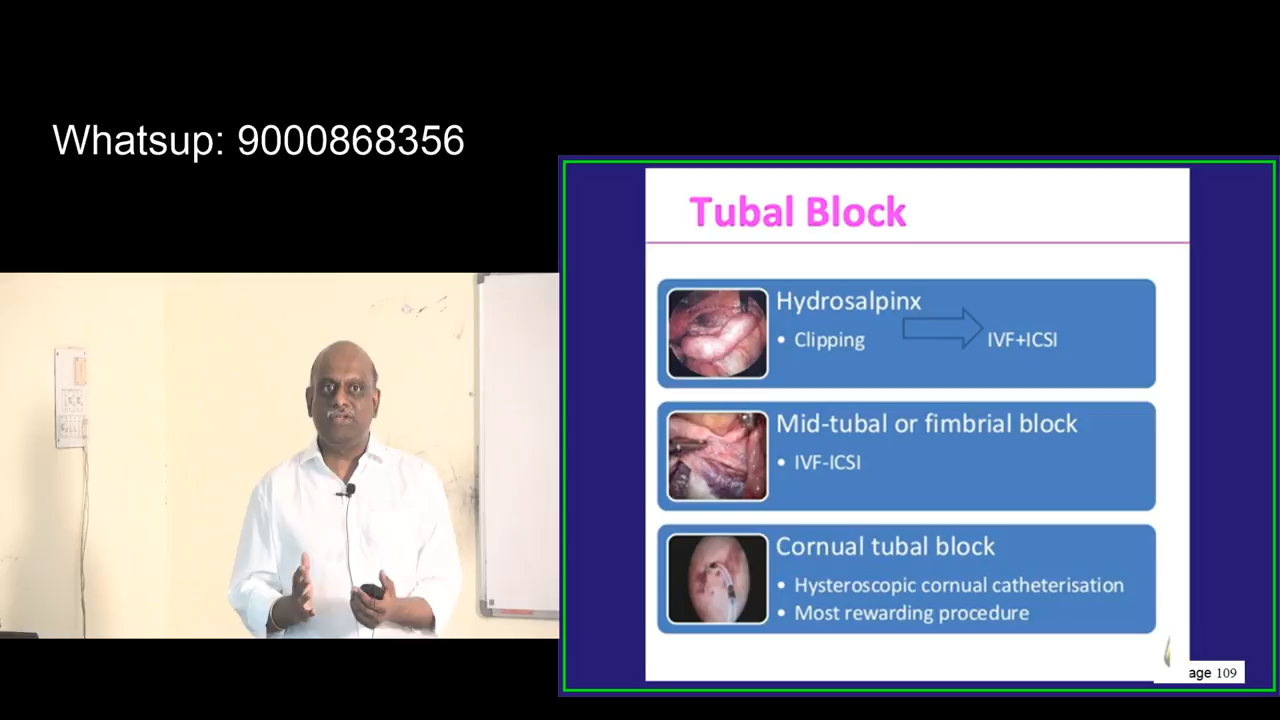 Whatsup: 9000868356
Tubal Block
Hydrosalpinx
• Clipping
IVF+ICSI
Mid-tubal or fimbrial block
• IVF-ICSI
Cornual tubal block
• Hysteroscopic cornual catheterisation
• Most rewarding procedure
age 109